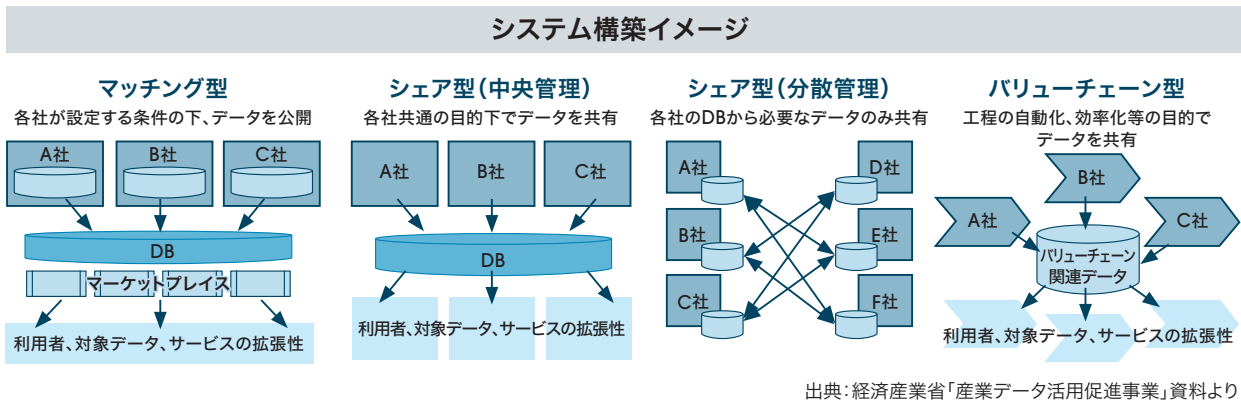 システム構築イメージ
マッチング型
各社が設定する条件の下、データを公開
A社
B社
C社
DB
マーケットプレイス
利用者、対象データ、サービスの拡張性
シェア型(中央管理)
各社共通の目的下でデータを共有
A社
B社
C社
DB
利用者、対象データ、サービスの拡張性
シェア型(分散管理)
各社のDBから必要なデータのみ共有
A社
D社
B社
E社
C社
F社
バリューチェーン型
工程の自動化、効率化等の目的で
データを共有
B社
A社
C社
バリューチェーン
関連データ
利用者、対象データ、サービスの拡張性
出典:経済産業省「産業データ活用促進事業」資料より